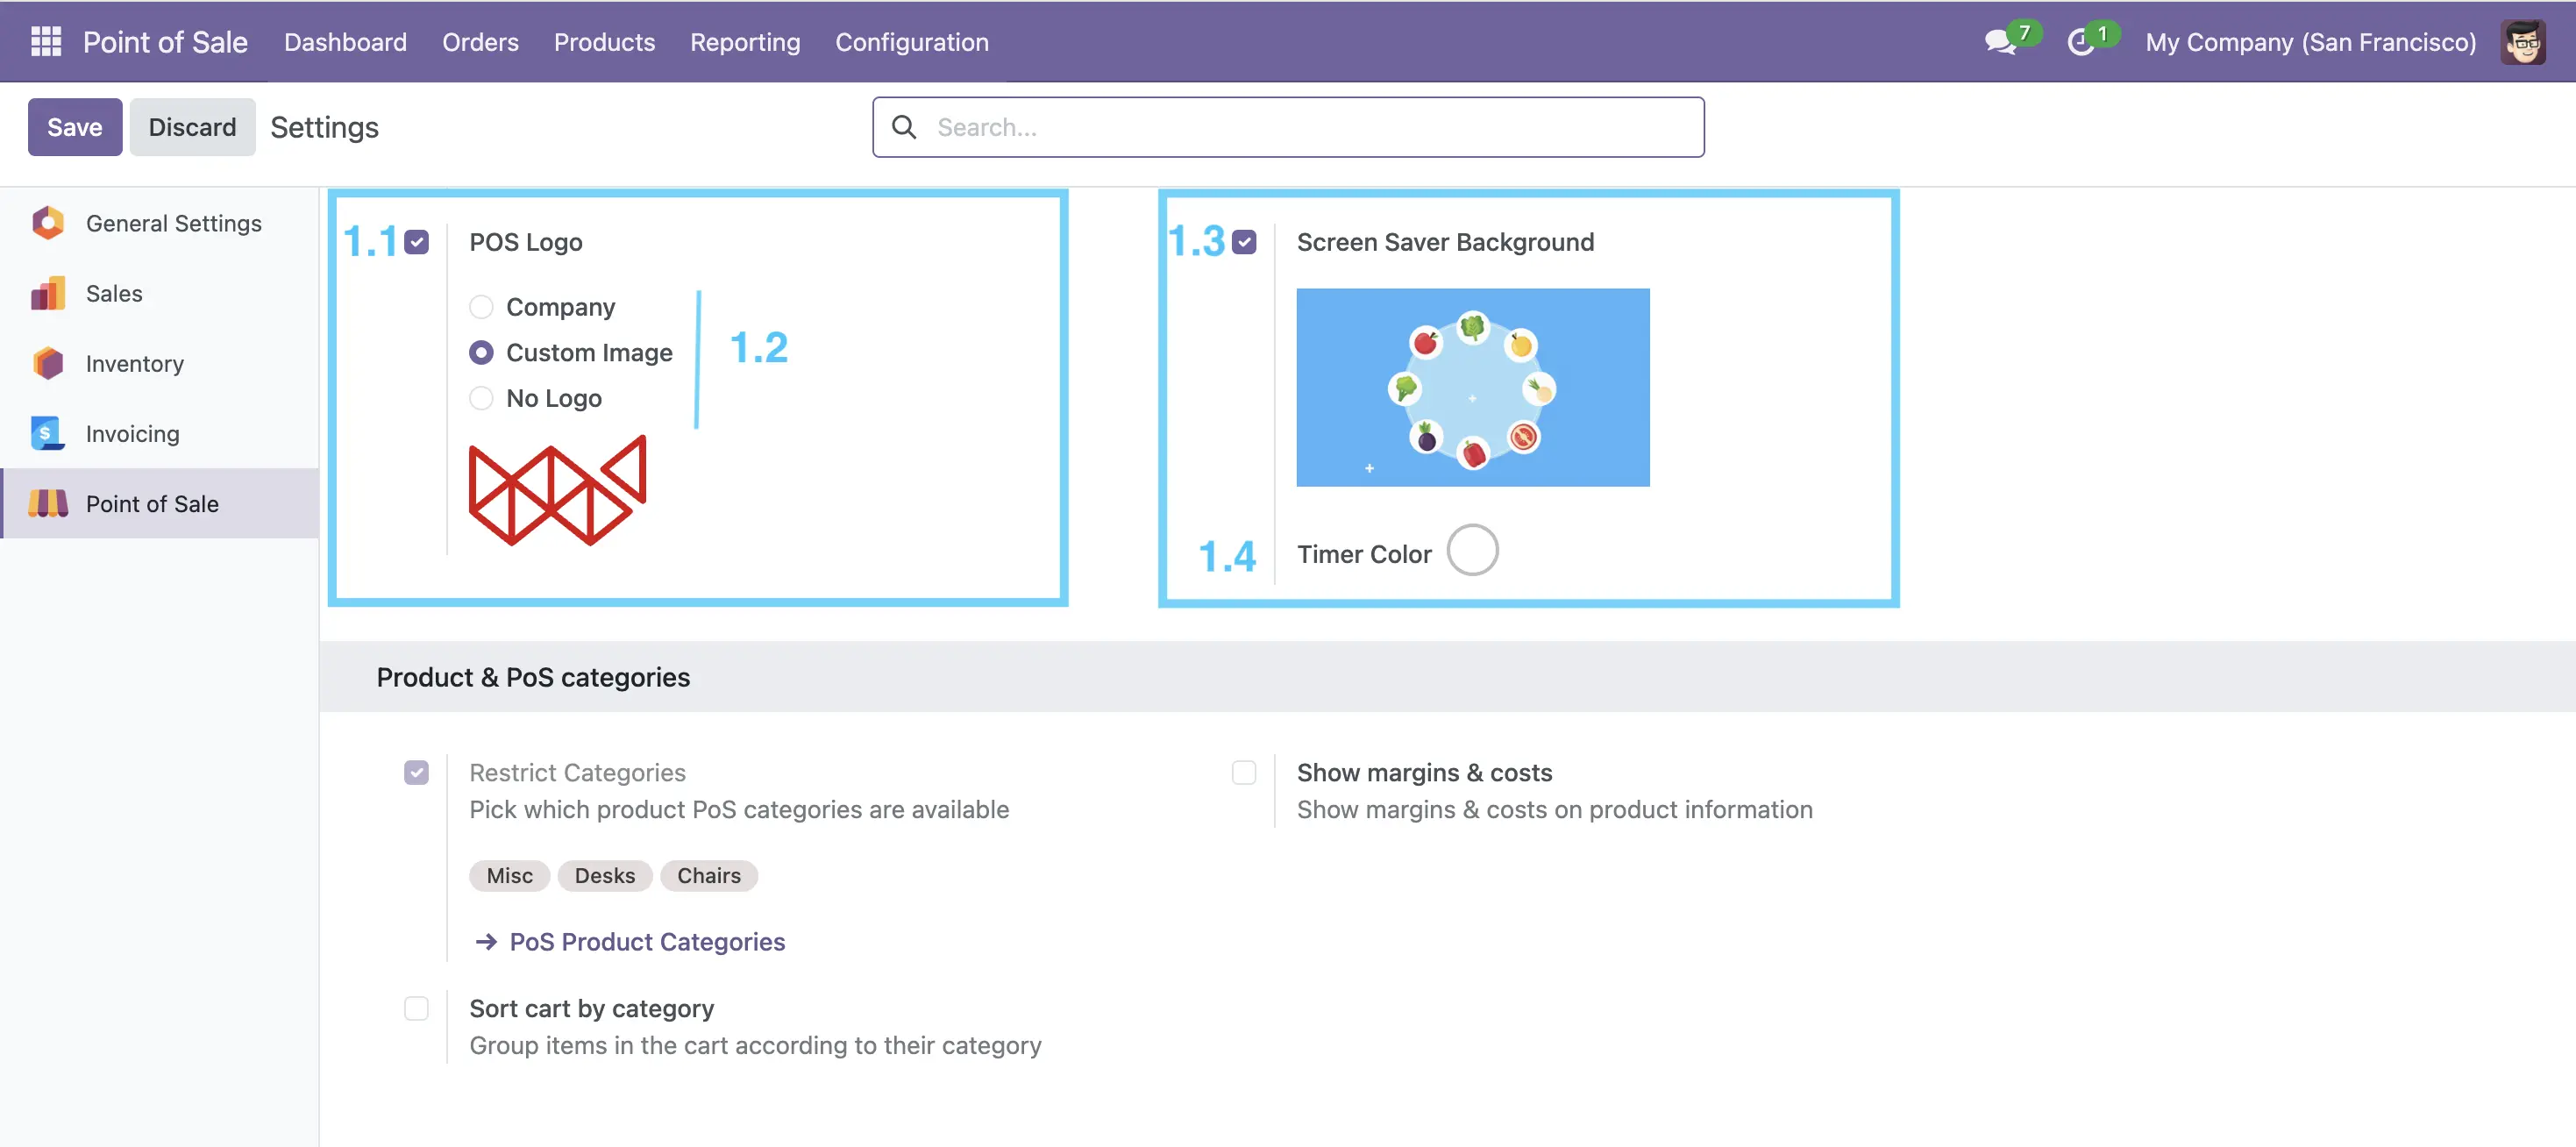 Point of Sale Dashboard Orders Products Reporting Configuration 7 1 My Company (San Francisco)
Save Discard Settings Search...
General Settings
Sales
Inventory
Invoicing
Point of Sale
1.1 POS Logo
Company
Custom Image
No Logo
1.2
1.3 Screen Saver Background
1.4 Timer Color
Product & PoS categories
Restrict Categories
Pick which product PoS categories are available
Misc Desks Chairs
→ PoS Product Categories
Show margins & costs
Show margins & costs on product information
Sort cart by category
Group items in the cart according to their category